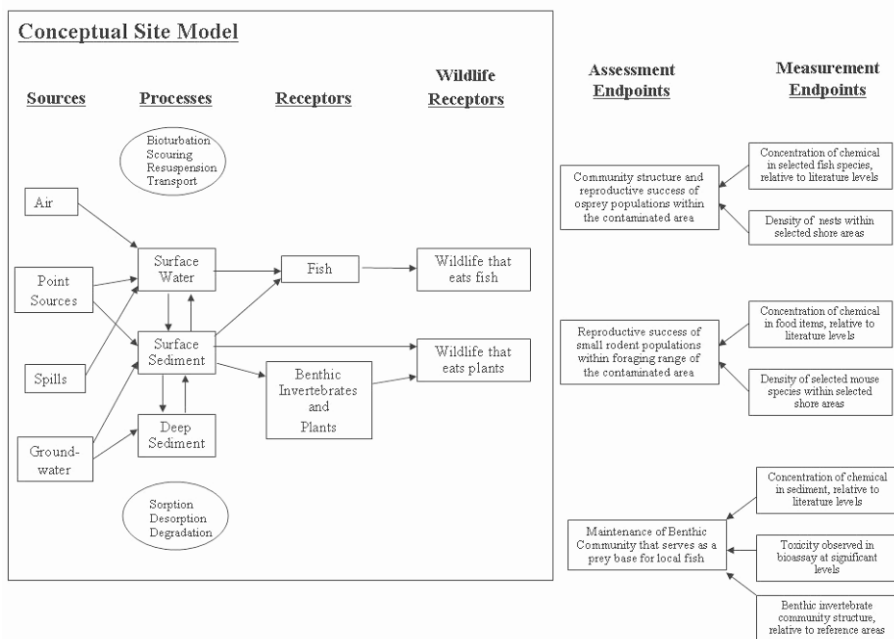 Conceptual Site Model
Sources
Processes
Receptors
Wildlife
Receptors
Assessment
Endpoints
Measurement
Endpoints
Bioturbation
Scouring
Resuspension
Transport
Air
Point
Sources
Spills
Ground-
water
Surface
Water
Surface
Sediment
Deep
Sediment
Sorption
Desorption
Degradation
Fish
Benthic
Invertebrates
and
Plants
Wildlife that
eats fish
Wildlife that
eats plants
Community structure and
reproductive success of
osprey populations within
the contaminated area
Concentration of chemical
in selected fish species,
relative to literature levels
Density of nests within
selected shore areas
Reproductive success of
small rodent populations
within foraging range of
the contaminated area
Concentration of chemical
in food items, relative to
literature levels
Density of selected mouse
species within selected
shore areas
Maintenance of Benthic
Community that serves as a
prey base for local fish
Concentration of chemical
in sediment, relative to
literature levels
Toxicity observed in
bioassay at significant
levels
Benthic invertebrate
community structure,
relative to reference areas